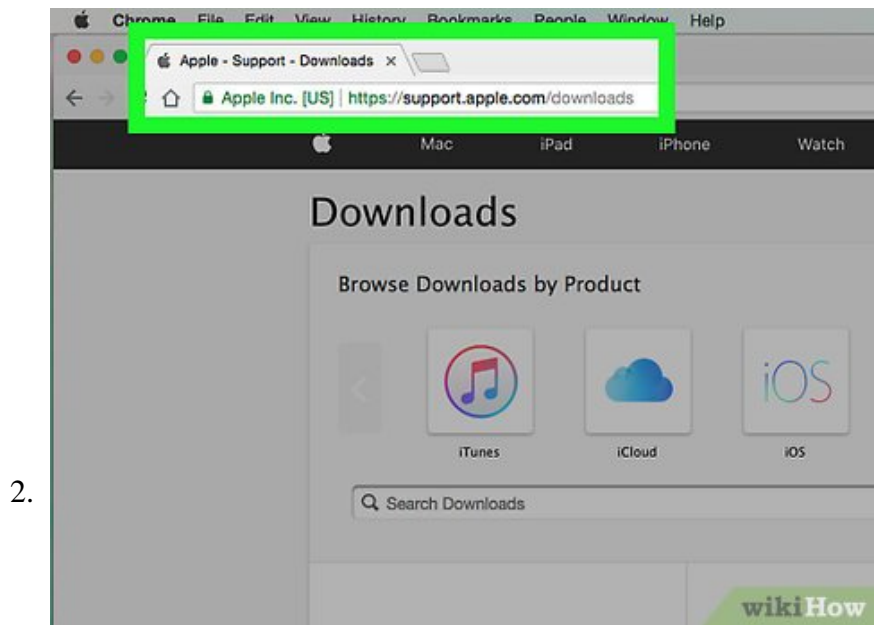 Chrome File Edit View History Bookmarks People Window Help
Apple - Support - Downloads ×
Apple Inc. [US] | https://support.apple.com/downloads
Mac iPad iPhone Watch
Downloads
Browse Downloads by Product
iOS
iTunes iCloud iOS
2.
Search Downloads
wikiHow